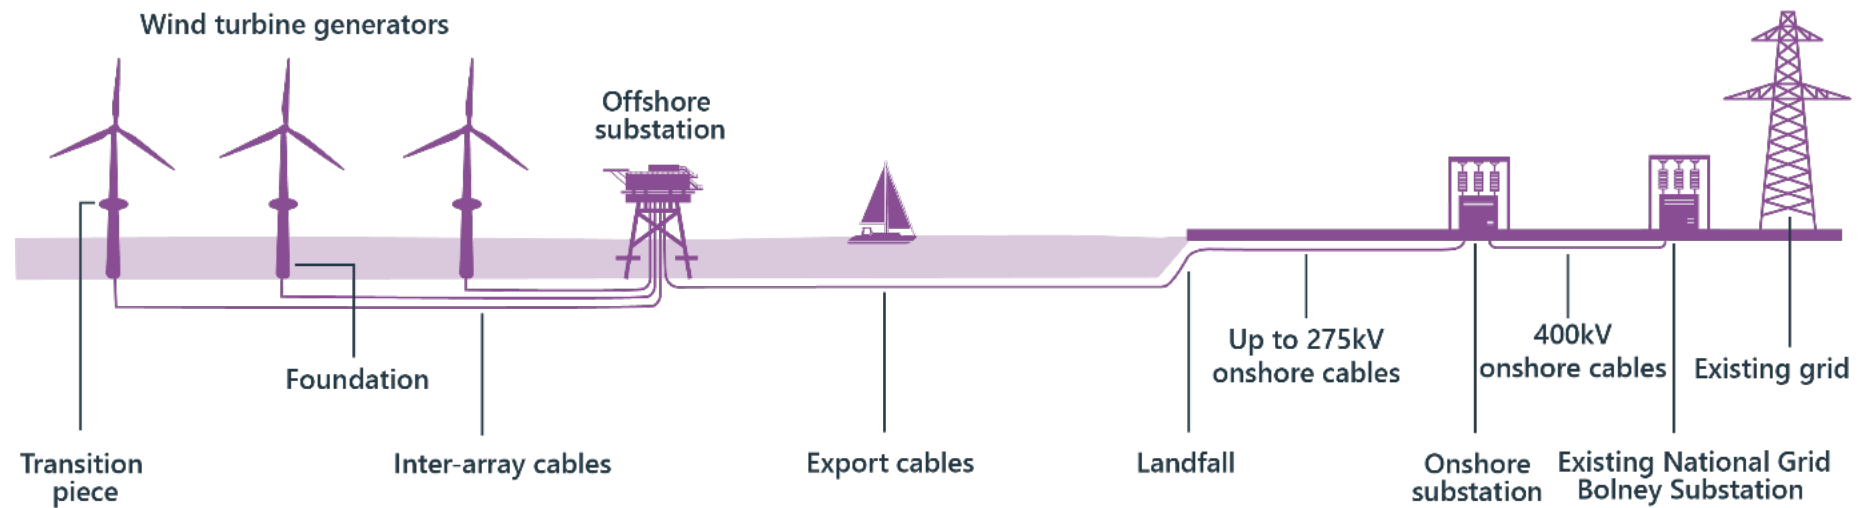 Wind turbine generators
Offshore
substation
Up to 275kV
onshore cables
400kV
onshore cables
Existing grid
Foundation
Transition
piece
Inter-array cables
Export cables
Landfall
Onshore
substation
Existing National Grid
Bolney Substation